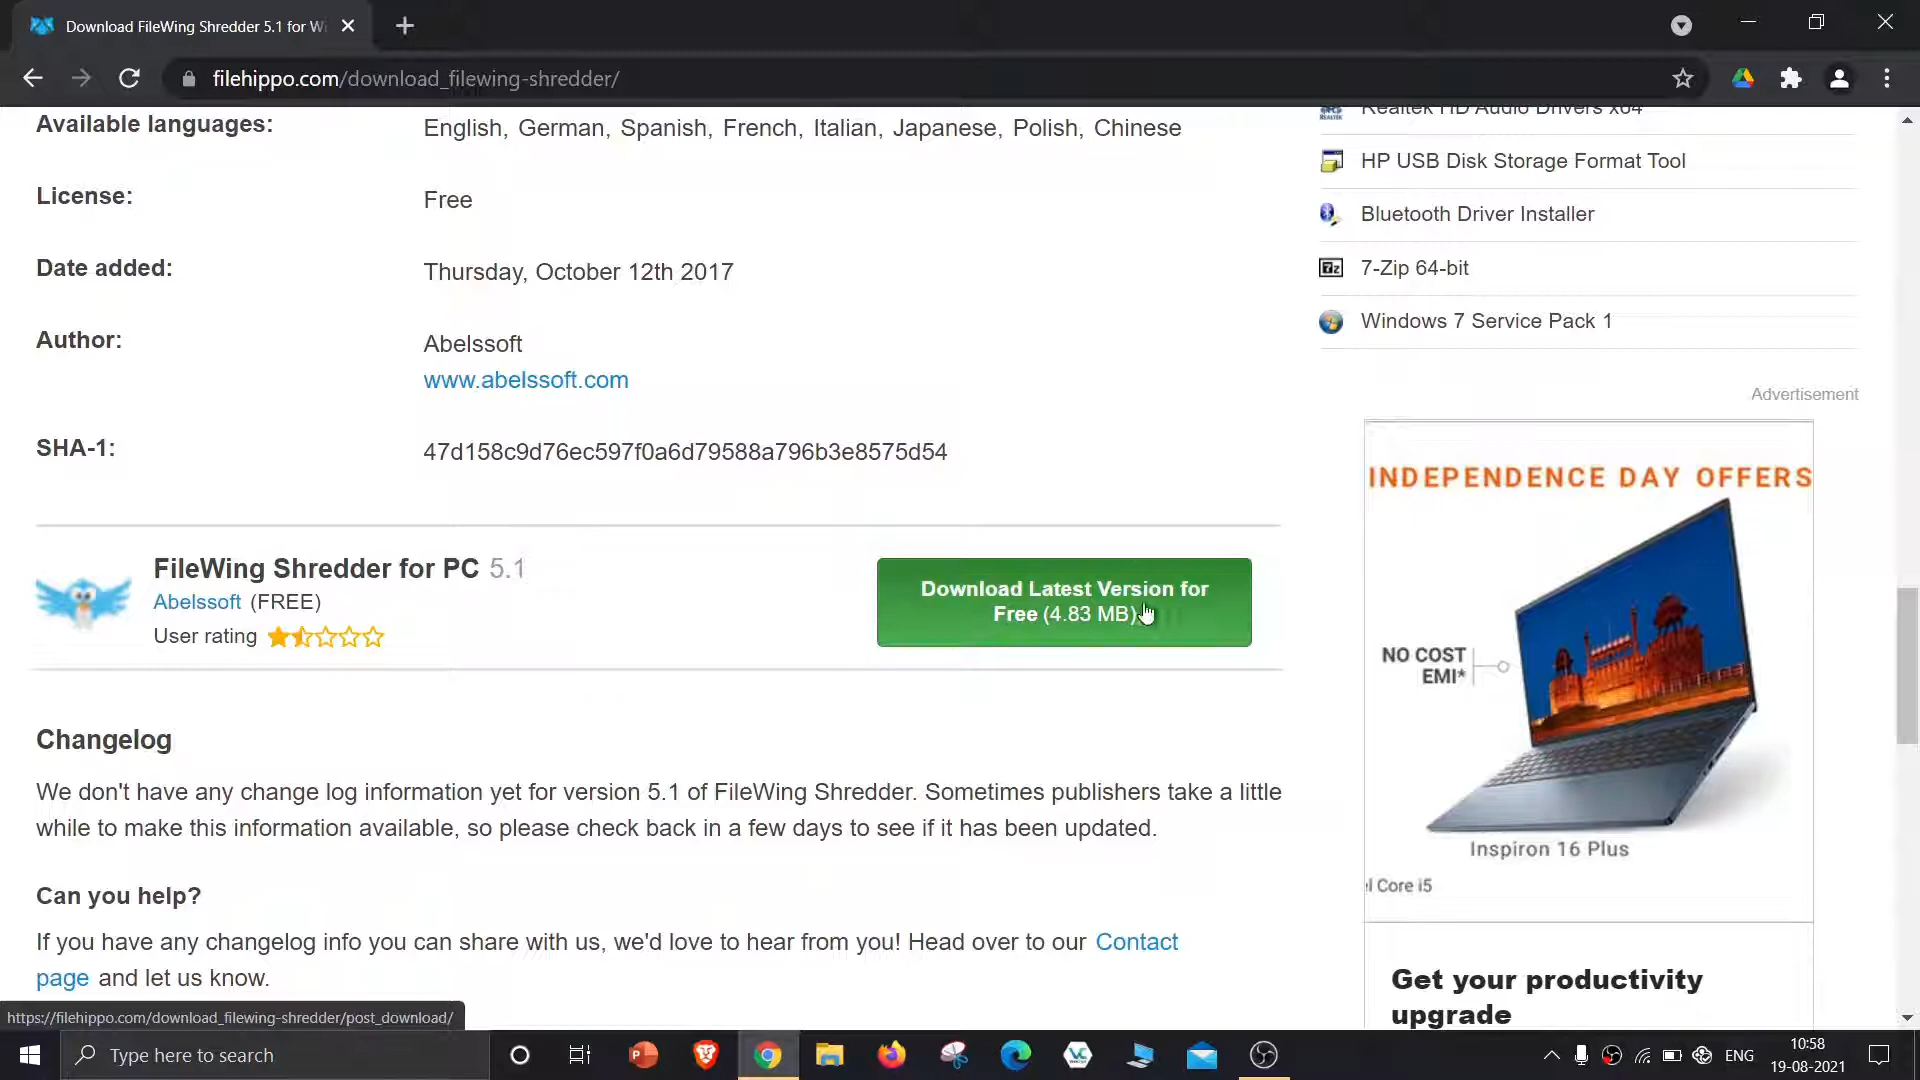 Download FileWing Shredder 5.1 for Wi
filehippo.com/download_filewing-shredder/
Available languages:
English, German, Spanish, French, Italian, Japanese, Polish, Chinese
License:
Free
Date added:
Thursday, October 12th 2017
Author:
Abelssoft
www.abelssoft.com
SHA-1:
47d158c9d76ec597f0a6d79588a796b3e8575d54
FileWing Shredder for PC 5.1
Abelssoft (FREE)
User rating
Download Latest Version for
Free (4.83 MB)
Changelog
We don't have any change log information yet for version 5.1 of FileWing Shredder. Sometimes publishers take a little
while to make this information available, so please check back in a few days to see if it has been updated.
Can you help?
If you have any changelog info you can share with us, we'd love to hear from you! Head over to our Contact
page and let us know.
https://filehippo.com/download_filewing-shredder/post_download/
Realtek HD Audio Drivers x64
HP USB Disk Storage Format Tool
Bluetooth Driver Installer
7-Zip 64-bit
Windows 7 Service Pack 1
Advertisement
INDEPENDENCE DAY OFFERS
NO COST
EMI*
Inspiron 16 Plus
l Core i5
Get your productivity
upgrade
Type here to search
ENG
10:58
19-08-2021